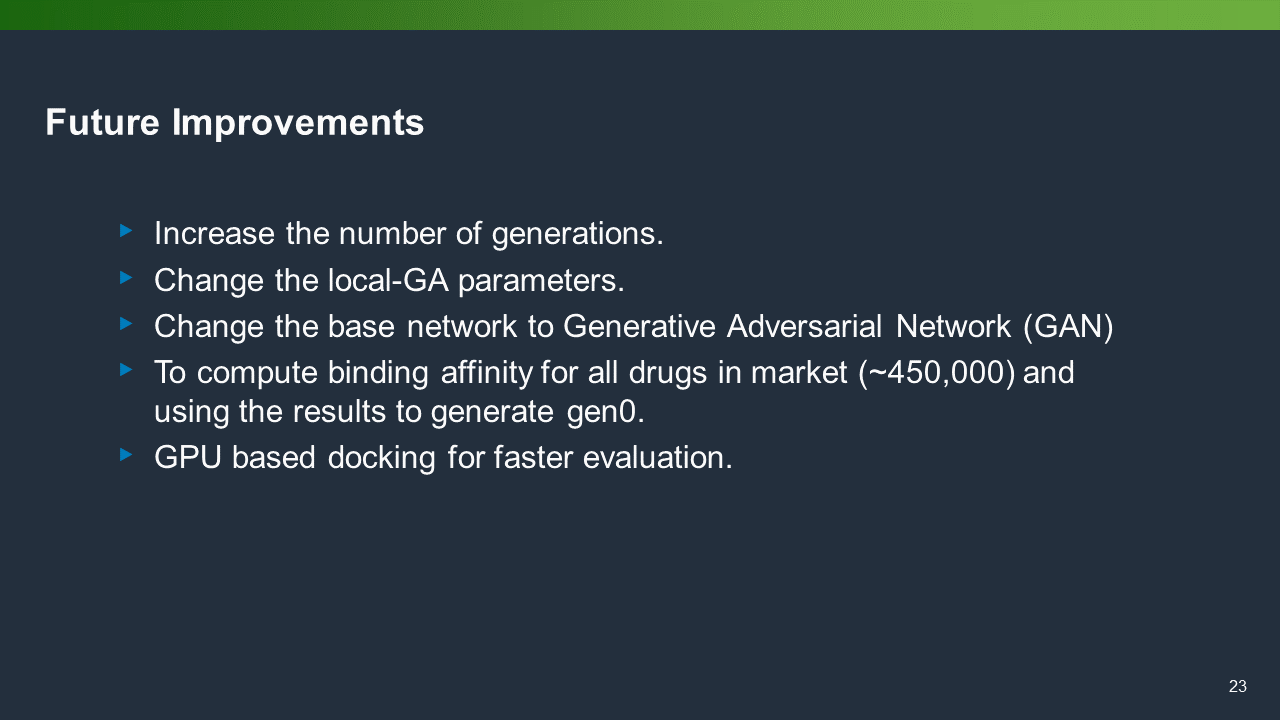 Future Improvements
Increase the number of generations.
Change the local-GA parameters.
Change the base network to Generative Adversarial Network (GAN)
To compute binding affinity for all drugs in market (~450,000) and
using the results to generate gen0.
GPU based docking for faster evaluation.
23